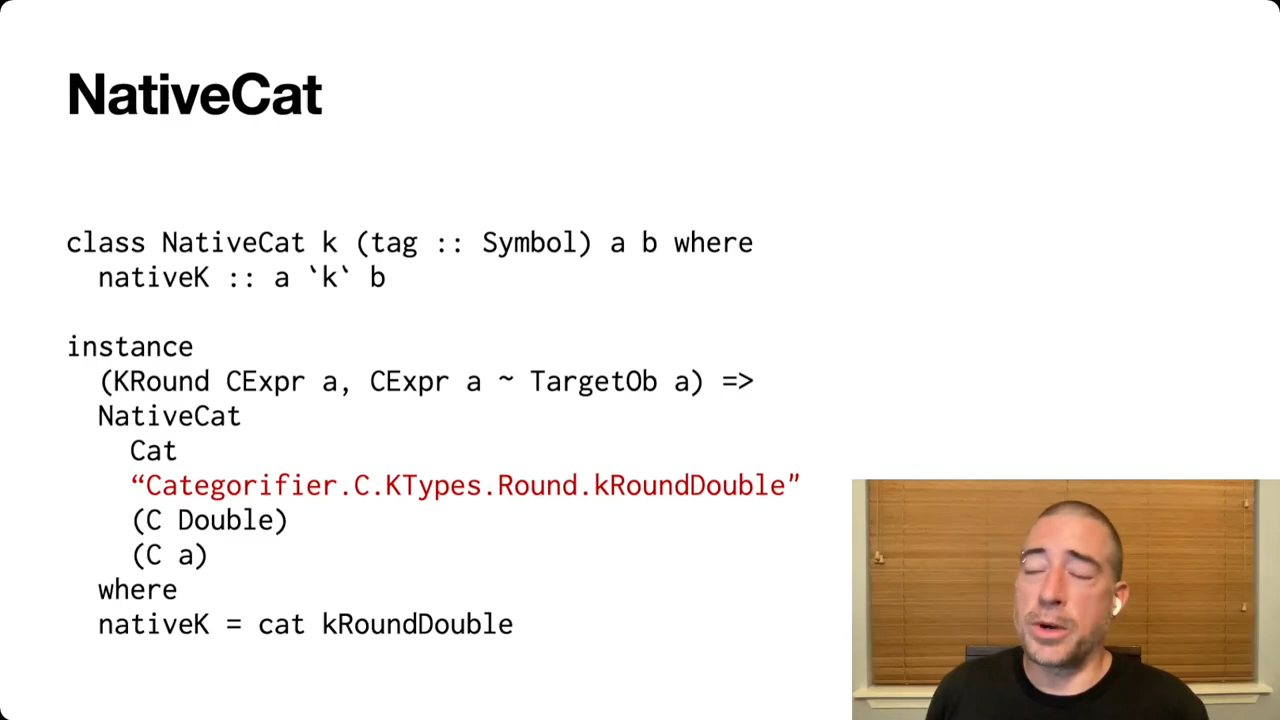 NativeCat
class NativeCat k (tag :: Symbol) a b where
nativeK :: a `k` b
instance
(KRound CExpr a, CExpr a ~ TargetOb a) =>
NativeCat
Cat
“Categorifier.C.KTypes.Round.kRoundDouble”
(C Double)
(C a)
where
nativeK = cat kRoundDouble